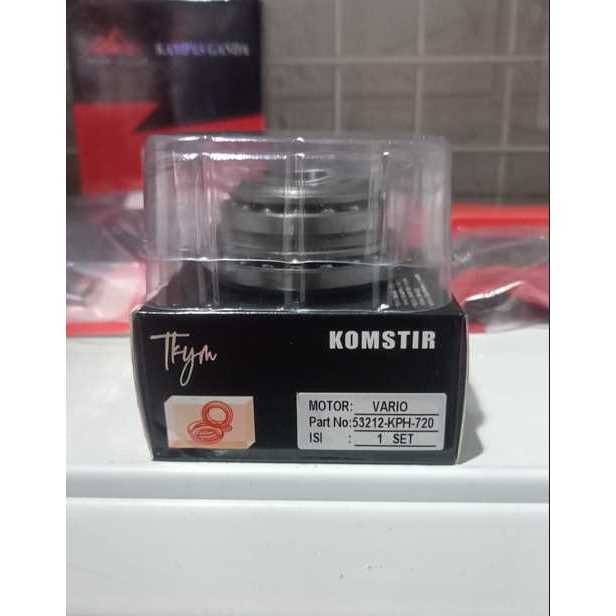 KAMPAS GANDA
Tkym
KOMSTIR
MOTOR: VARIO
Part No:53212-KPH-720
ISI : 1 SET